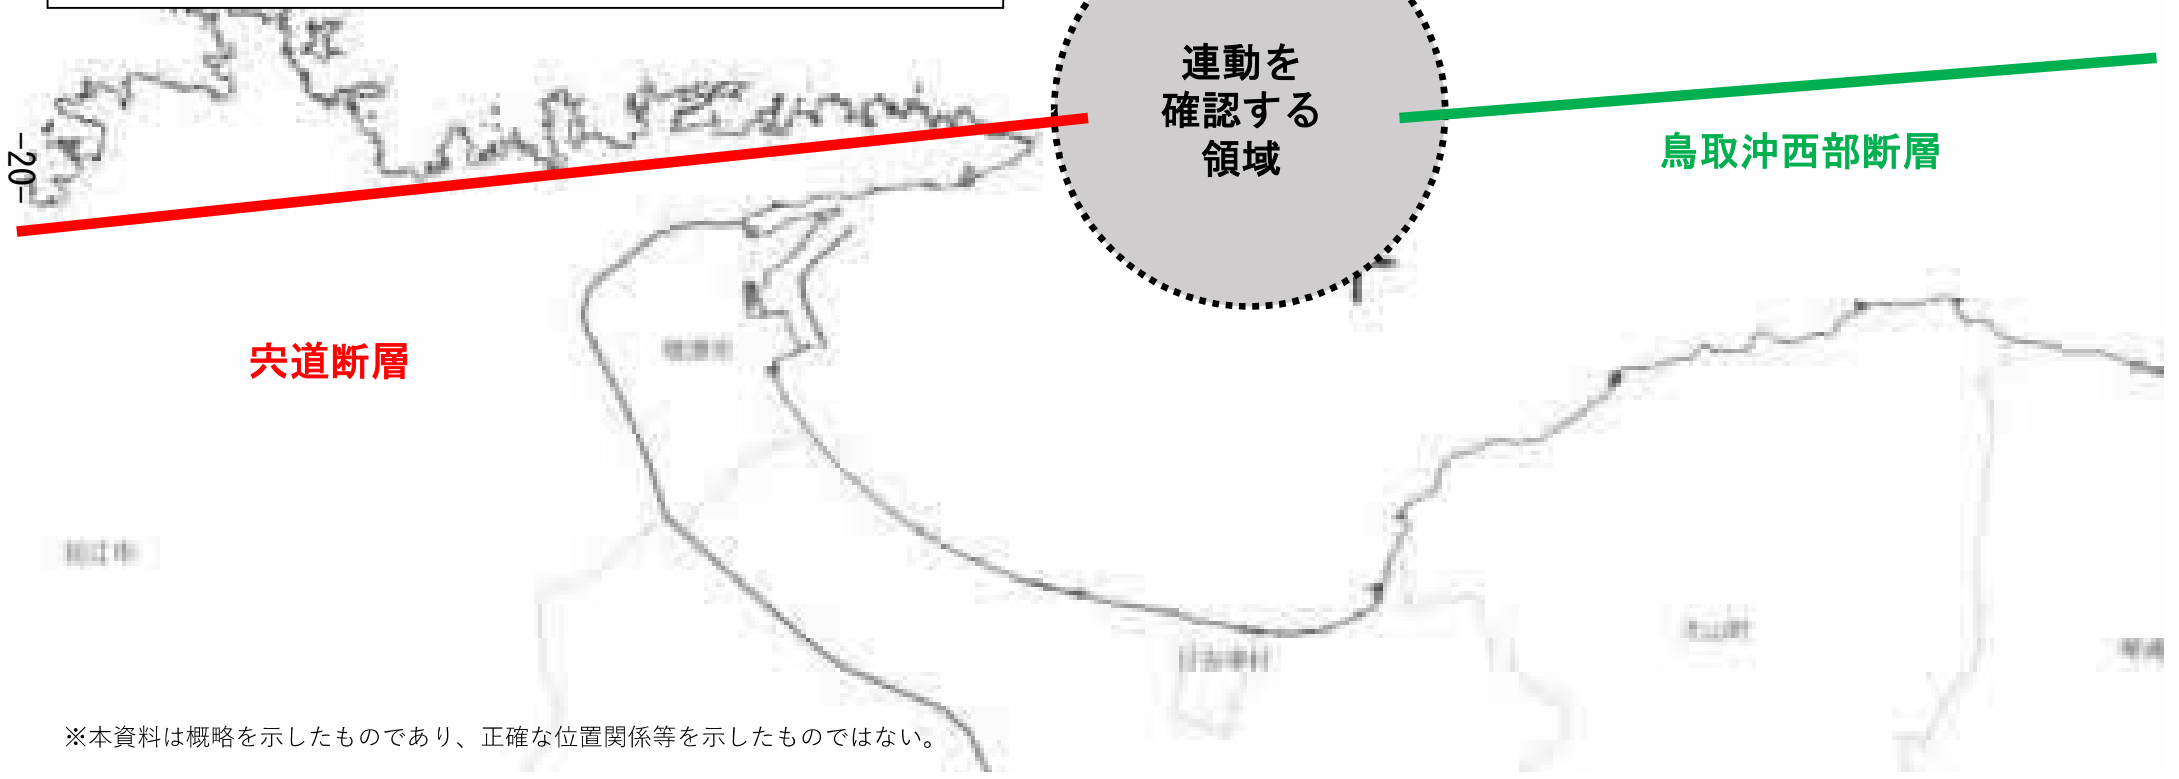 連動を
確認する
領域
鳥取沖西部断層
-20-
宍道断層
※本資料は概略を示したものであり、正確な位置関係等を示したものではない。